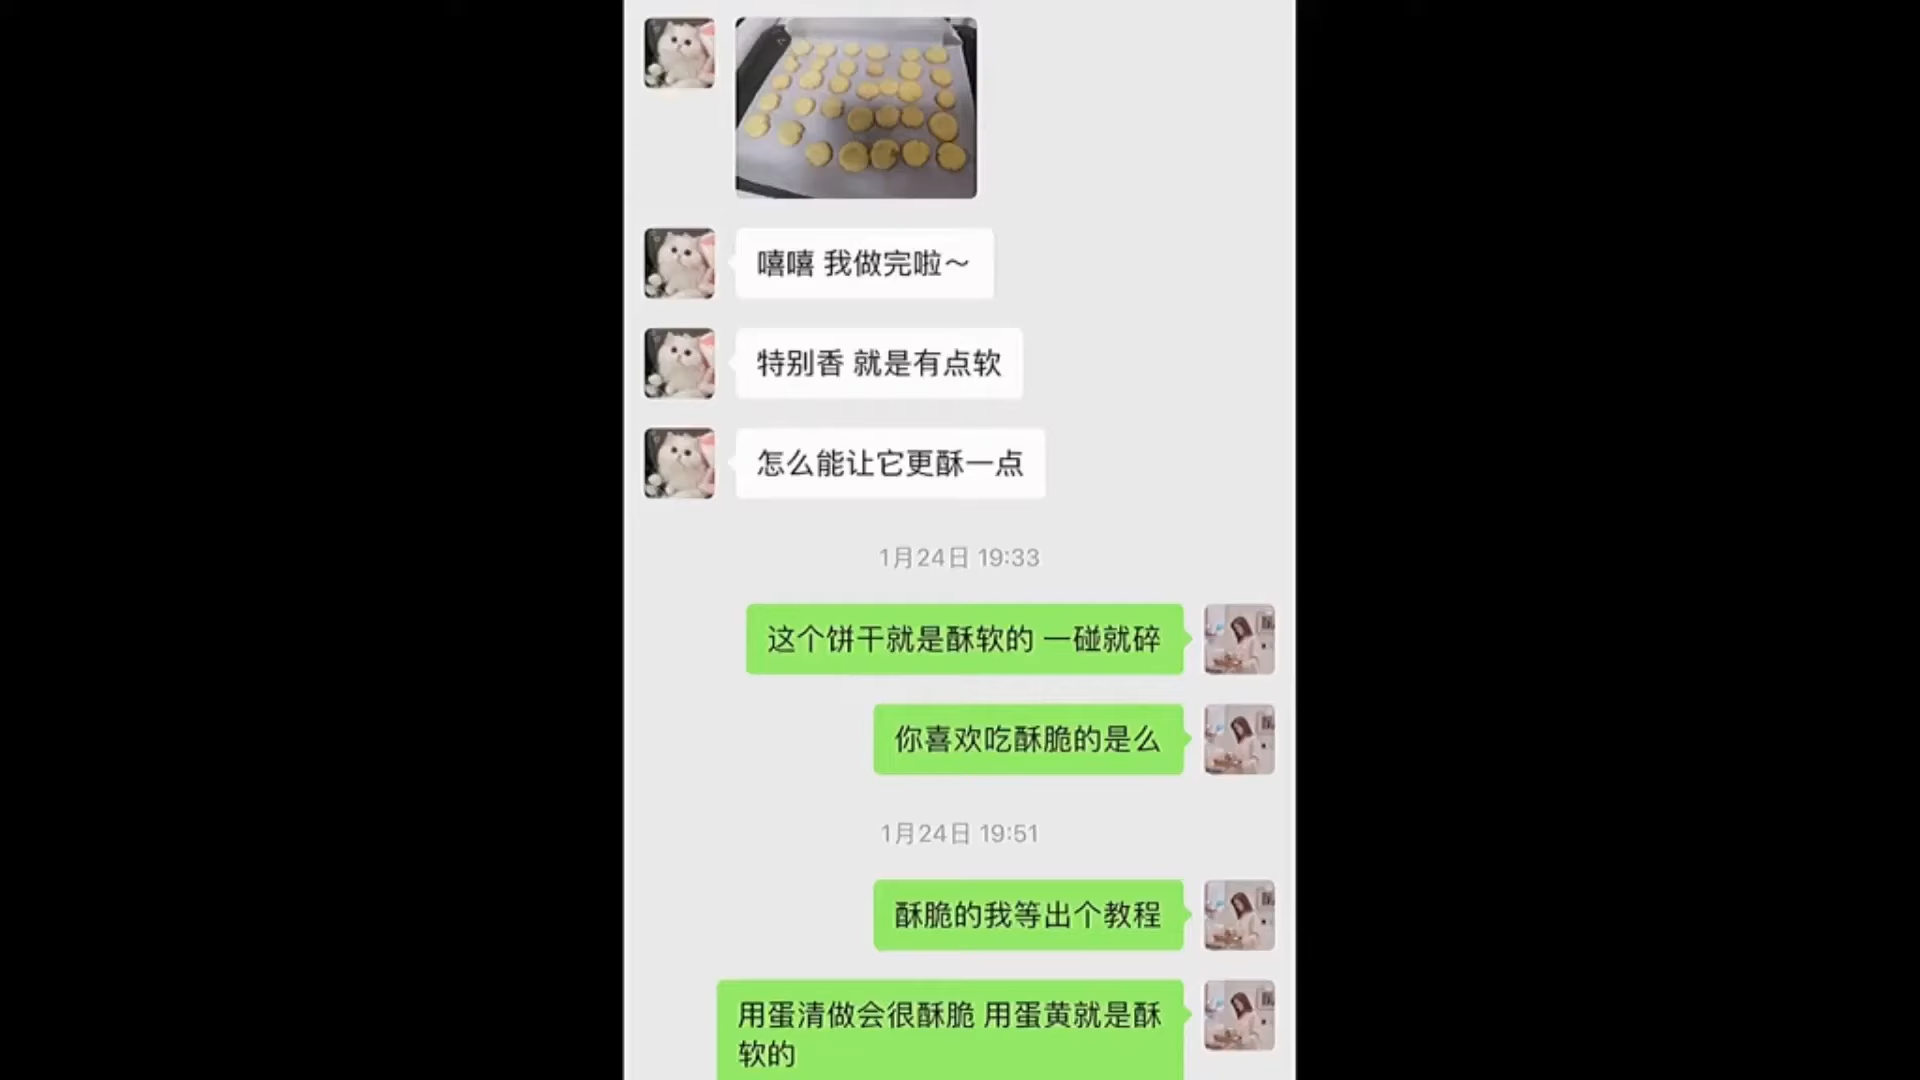 嘻嘻 我做完啦～
特别香 就是有点软
怎么能让它更酥一点
1月24日 19:33
这个饼干就是酥软的 一碰就碎
你喜欢吃酥脆的是么
1月24日 19:51
酥脆的我等出个教程
用蛋清做会很酥脆 用蛋黄就是酥
软的